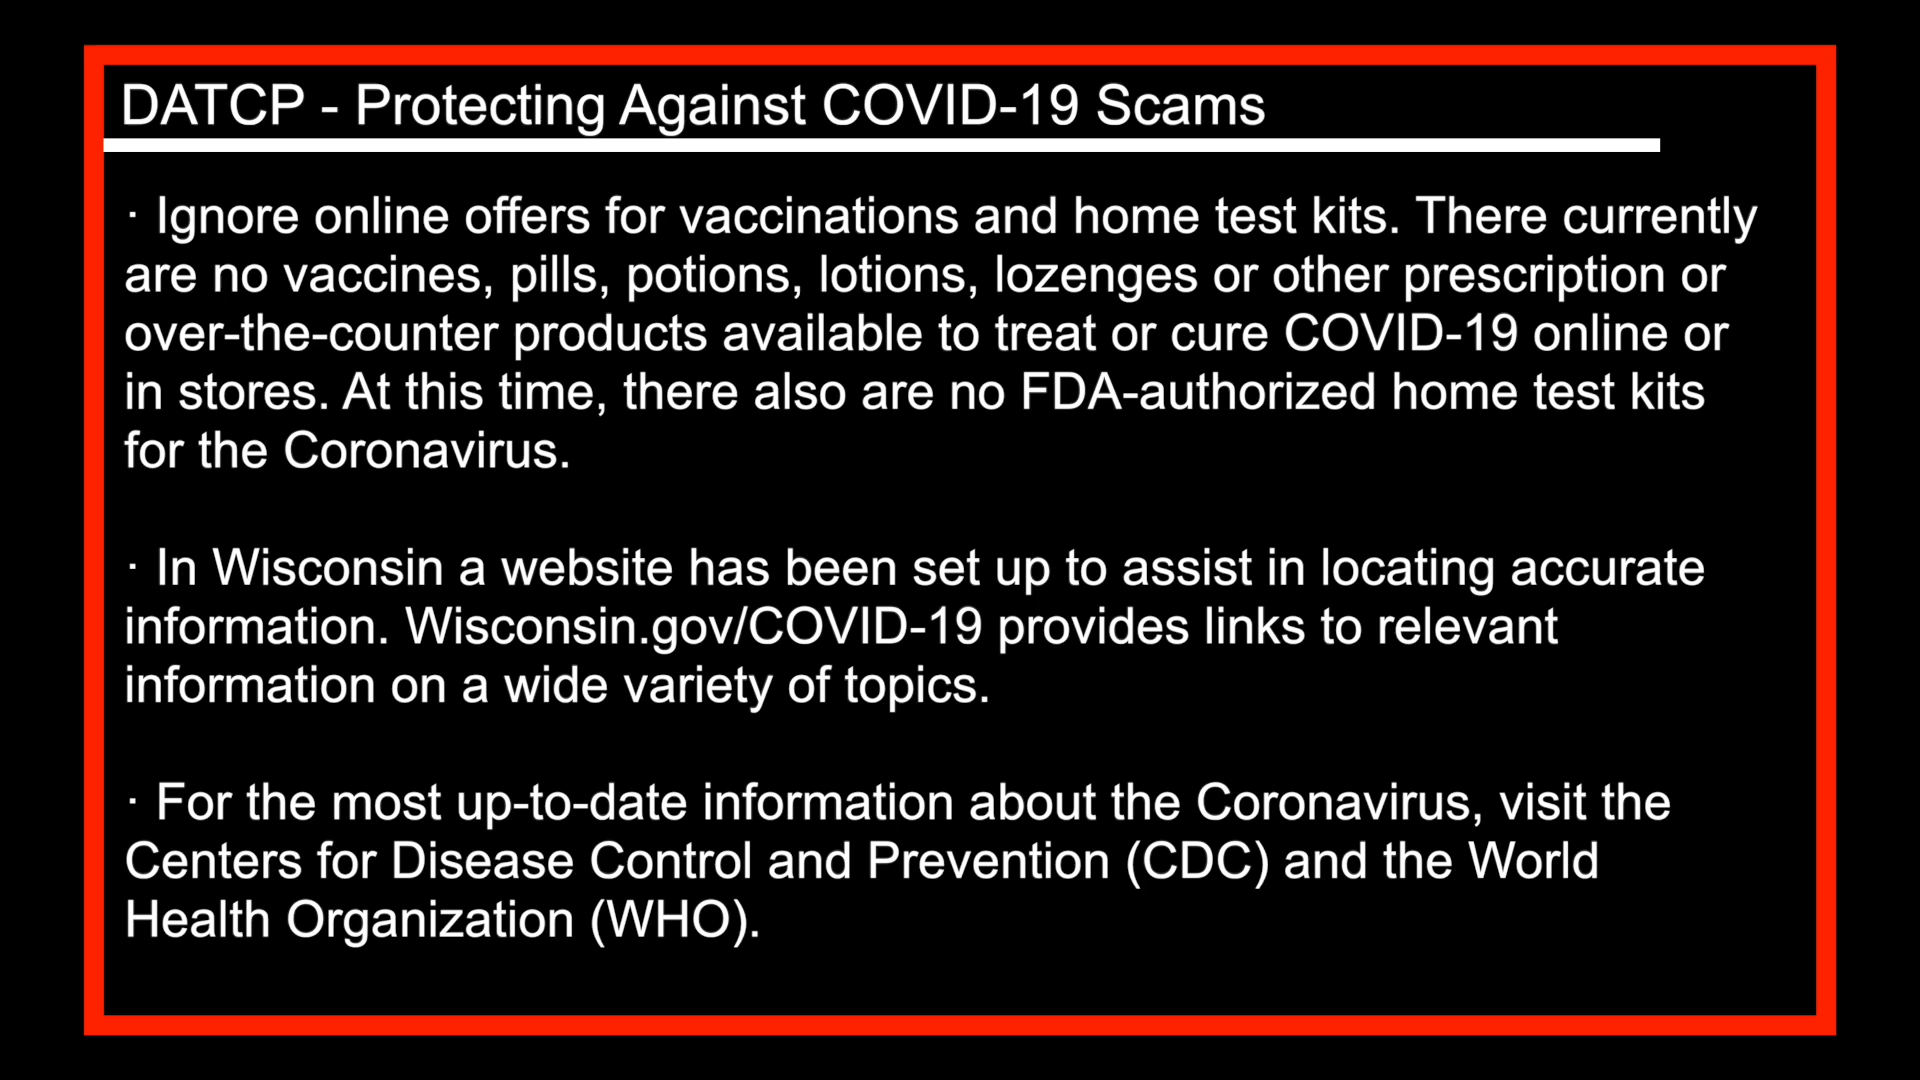 DATCP - Protecting Against COVID-19 Scams
· Ignore online offers for vaccinations and home test kits. There currently
are no vaccines, pills, potions, lotions, lozenges or other prescription or
over-the-counter products available to treat or cure COVID-19 online or
in stores. At this time, there also are no FDA-authorized home test kits
for the Coronavirus.
· In Wisconsin a website has been set up to assist in locating accurate
information. Wisconsin.gov/COVID-19 provides links to relevant
information on a wide variety of topics.
· For the most up-to-date information about the Coronavirus, visit the
Centers for Disease Control and Prevention (CDC) and the World
Health Organization (WHO).